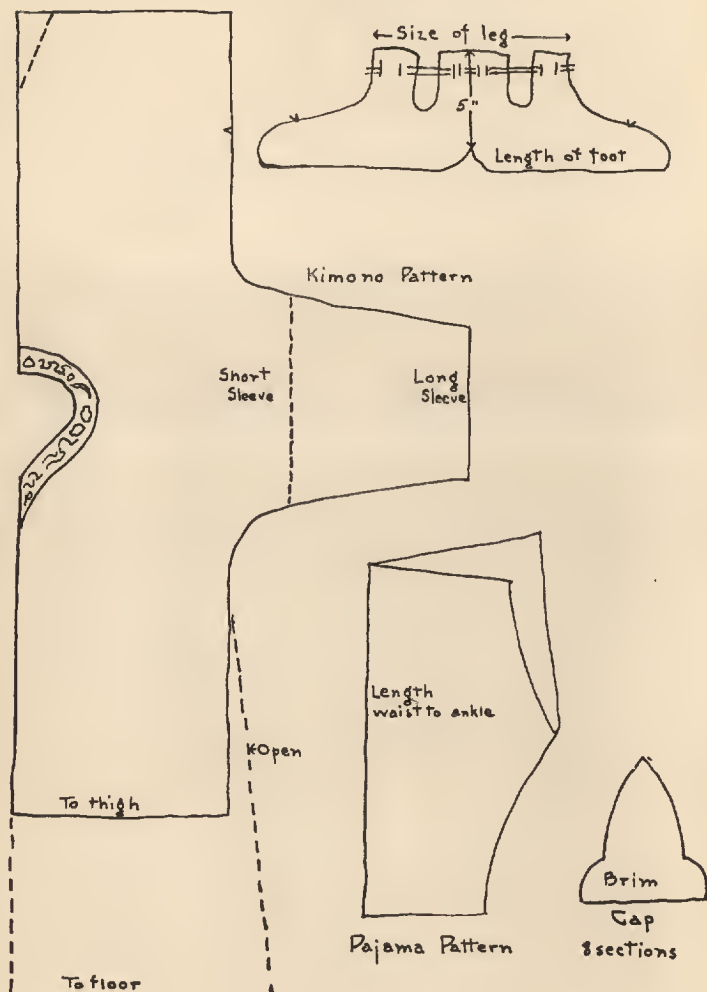 Size of leg
5"
Length of foot
Kimono Pattern
Short
Sleeve
Long
Sleeve
Length
waist to ankle
Open
To thigh
Brim
Cap
8 sections
Pajama Pattern
To floor